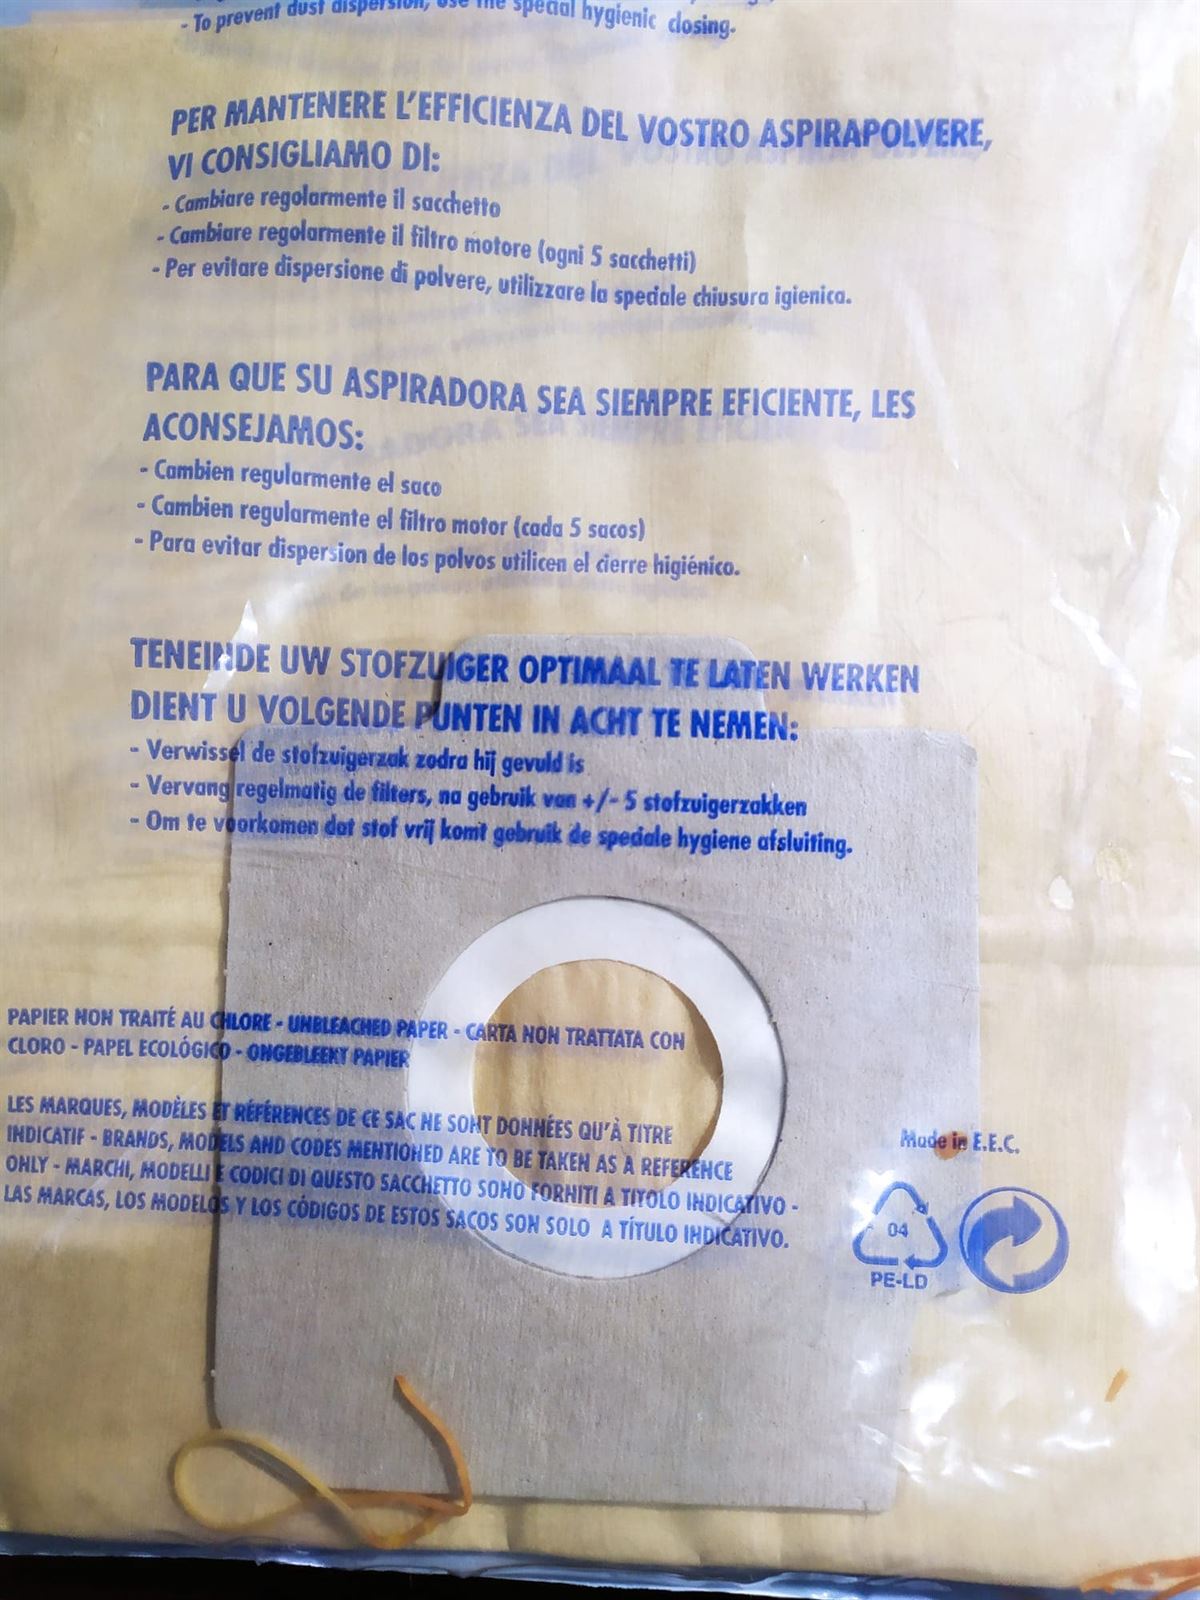 - To prevent dust dispersion, use the special hygienic closing.
PER MANTENERE L'EFFICIENZA DEL VOSTRO ASPIRAPOLVERE,
VI CONSIGLIAMO DI:
- Cambiare regolarmente il sacchetto
- Cambiare regolarmente il filtro motore (ogni 5 sacchetti)
- Per evitare dispersione di polvere, utilizzare la speciale chiusura igienica.
PARA QUE SU ASPIRADORA SEA SIEMPRE EFICIENTE, LES
ACONSEJAMOS:
- Cambien regularmente el saco
- Cambien regularmente el filtro motor (cada 5 sacos)
- Para evitar dispersion de los polvos utilicen el cierre higiénico.
TENEINDE UW STOFZUIGER OPTIMAAL TE LATEN WERKEN
DIENT U VOLGENDE PUNTEN IN ACHT TE NEMEN:
- Verwissel de stofzuigerzak zodra hij gevuld is
- Vervang regelmatig de filters, na gebruik van +/- 5 stofzuigerzakken
- Om te voorkomen dat stof vrij komt gebruik de speciale hygiene afsluiting.
PAPIER NON TRAITÉ AU CHLORE - UNBLEACHED PAPER - CARTA NON TRATTATA CON
CLORO - PAPEL ECOLÓGICO - ONGEBLEEKT PAPIER
LES MARQUES, MODÈLES ET RÉFÉRENCES DE CE SAC NE SONT DONNÉES QU'À TITRE
INDICATIF - BRANDS, MODELS AND CODES MENTIONED ARE TO BE TAKEN AS A REFERENCE
ONLY - MARCHI, MODELLI E CODICI DI QUESTO SACCHETTO SONO FORNITI A TITOLO INDICATIVO -
LAS MARCAS, LOS MODELOS Y LOS CÓDIGOS DE ESTOS SACOS SON SOLO A TÍTULO INDICATIVO.
Made in E.E.C.
04
PE-LD